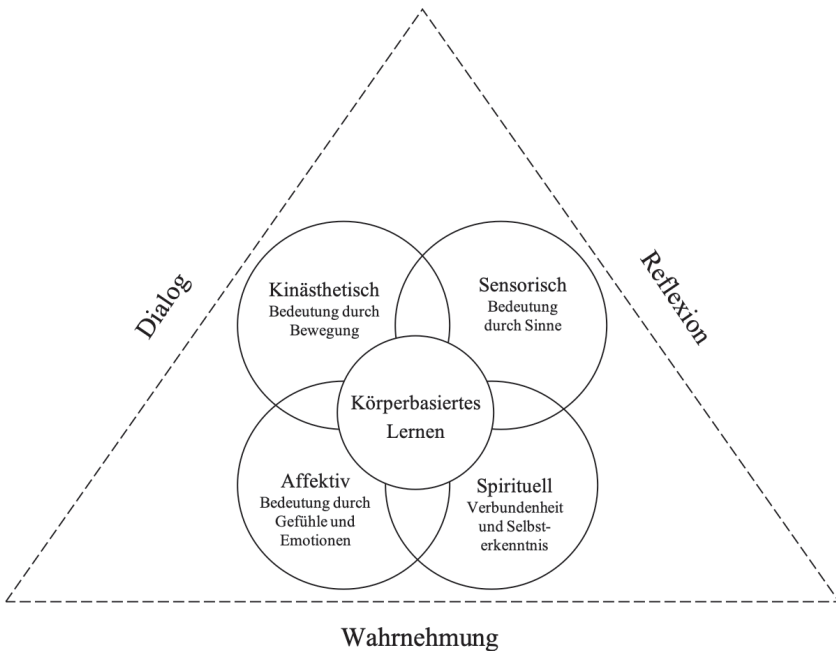 Dialog
Reflexion
Kinästhetisch
Bedeutung durch
Bewegung
Sensorisch
Bedeutung
durch Sinne
Körperbasiertes
Lernen
Affektiv
Bedeutung durch
Gefühle und
Emotionen
Spirituell
Verbundenheit
und Selbst-
erkenntnis
Wahrnehmung